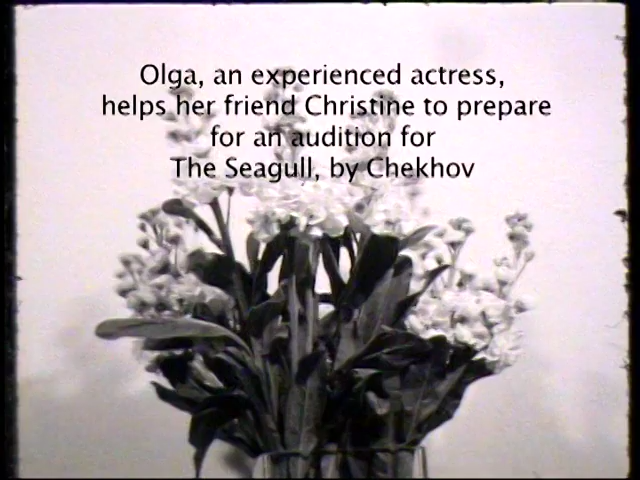 Olga, an experienced actress,
helps her friend Christine to prepare
for an audition for
The Seagull, by Chekhov